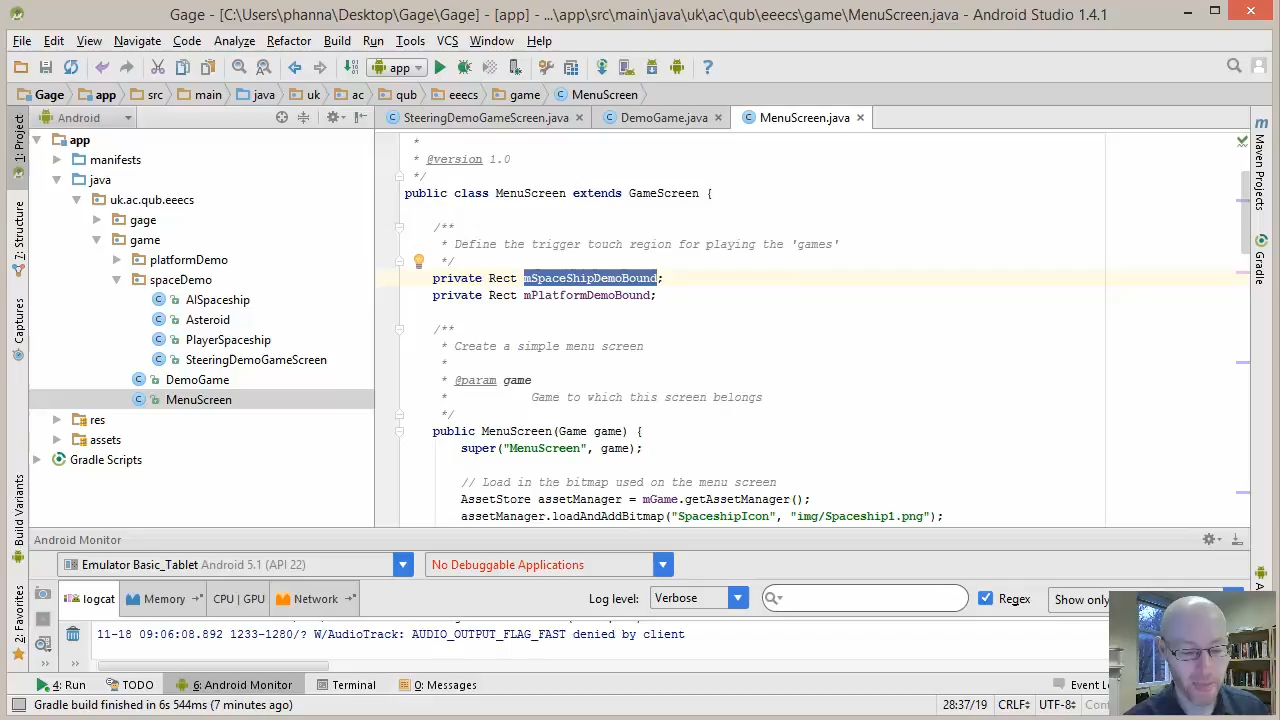 Gage - [C:\Users\phanna\Desktop\Gage\Gage] - [app] - ...\app\src\main\java\uk\ac\qub\eeecs\game\MenuScreen.java - Android Studio 1.4.1
File Edit View Navigate Code Analyze Refactor Build Run Tools VCS Window Help
app
Gage app src main java uk ac qub eeecs game MenuScreen
Android
SteeringDemoGameScreen.java DemoGame.java MenuScreen.java
1: Project
Z: Structure
Captures
Build Variants
2: Favorites
app
manifests
java
uk.ac.qub.eeecs
gage
game
platformDemo
spaceDemo
AISpaceship
Asteroid
PlayerSpaceship
SteeringDemoGameScreen
DemoGame
MenuScreen
res
assets
Gradle Scripts
*
* @version 1.0
*/
public class MenuScreen extends GameScreen {
/**
* Define the trigger touch region for playing the 'games'
*/
private Rect mSpaceShipDemoBound;
private Rect mPlatformDemoBound;
/**
* Create a simple menu screen
*
* @param game
* Game to which this screen belongs
*/
public MenuScreen(Game game) {
super("MenuScreen", game);
// Load in the bitmap used on the menu screen
AssetStore assetManager = mGame.getAssetManager();
assetManager.loadAndAddBitmap("SpaceshipIcon", "img/Spaceship1.png");
Maven Projects
Gradle
Android Monitor
Emulator Basic_Tablet Android 5.1 (API 22) No Debuggable Applications
logcat Memory CPU | GPU Network Log level: Verbose Regex Show only
11-18 09:06:08.892 1233-1280/? W/AudioTrack: AUDIO_OUTPUT_FLAG_FAST denied by client
4: Run TODO 6: Android Monitor Terminal 0: Messages Event
Gradle build finished in 6s 544ms (7 minutes ago) 28:37/19 CRLF UTF-8